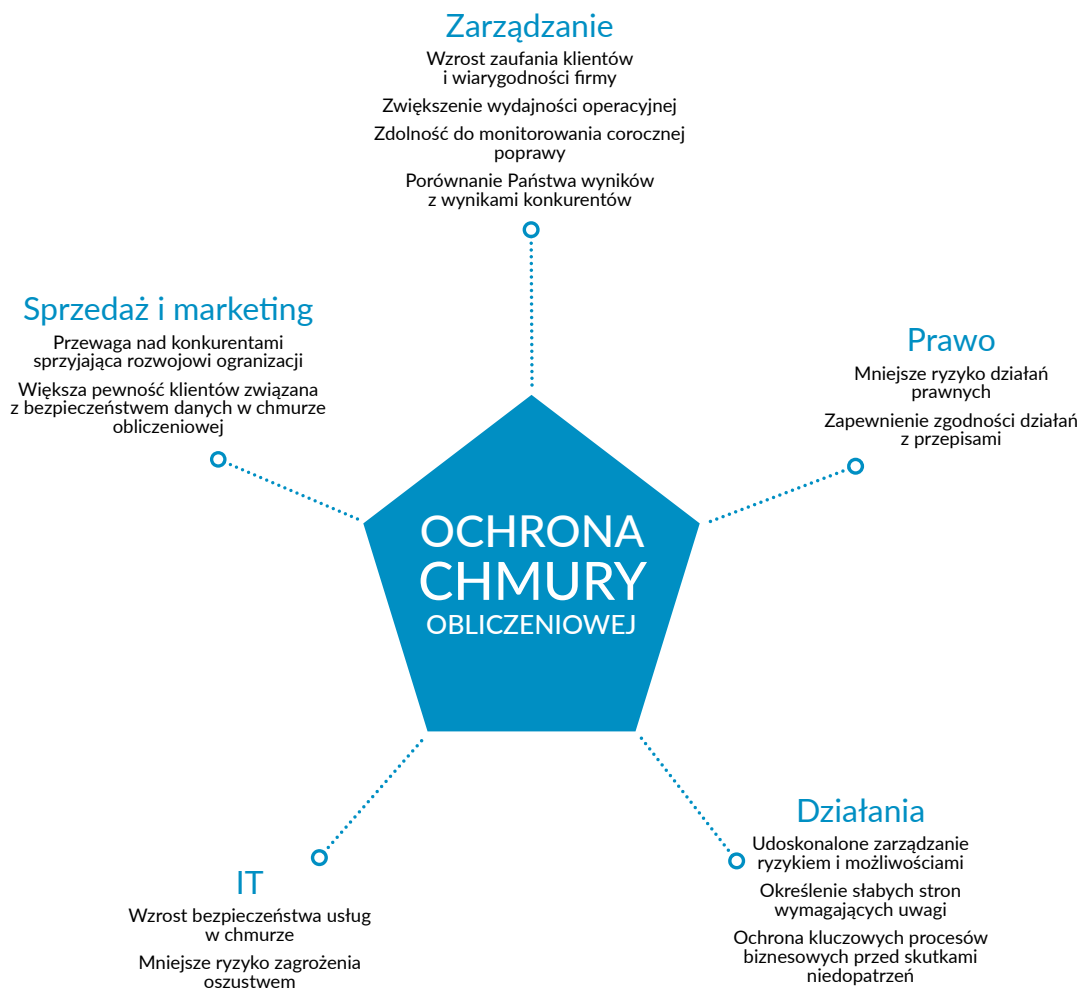 Zarządzanie
Wzrost zaufania klientów
i wiarygodności firmy
Zwiększenie wydajności operacyjnej
Zdolność do monitorowania corocznej
poprawy
Porównanie Państwa wyników
z wynikami konkurentów
Sprzedaż i marketing
Przewaga nad konkurentami
sprzyjająca rozwojowi ogranizacji
Większa pewność klientów związana
z bezpieczeństwem danych w chmurze
obliczeniowej
Prawo
Mniejsze ryzyko działań
prawnych
Zapewnienie zgodności działań
z przepisami
OCHRONA
CHMURY
OBLICZENIOWEJ
IT
Wzrost bezpieczeństwa usług
w chmurze
Mniejsze ryzyko zagrożenia
oszustwem
Działania
Udoskonalone zarządzanie
ryzykiem i możliwościami
Określenie słabych stron
wymagających uwagi
Ochrona kluczowych procesów
biznesowych przed skutkami
niedopatrzeń